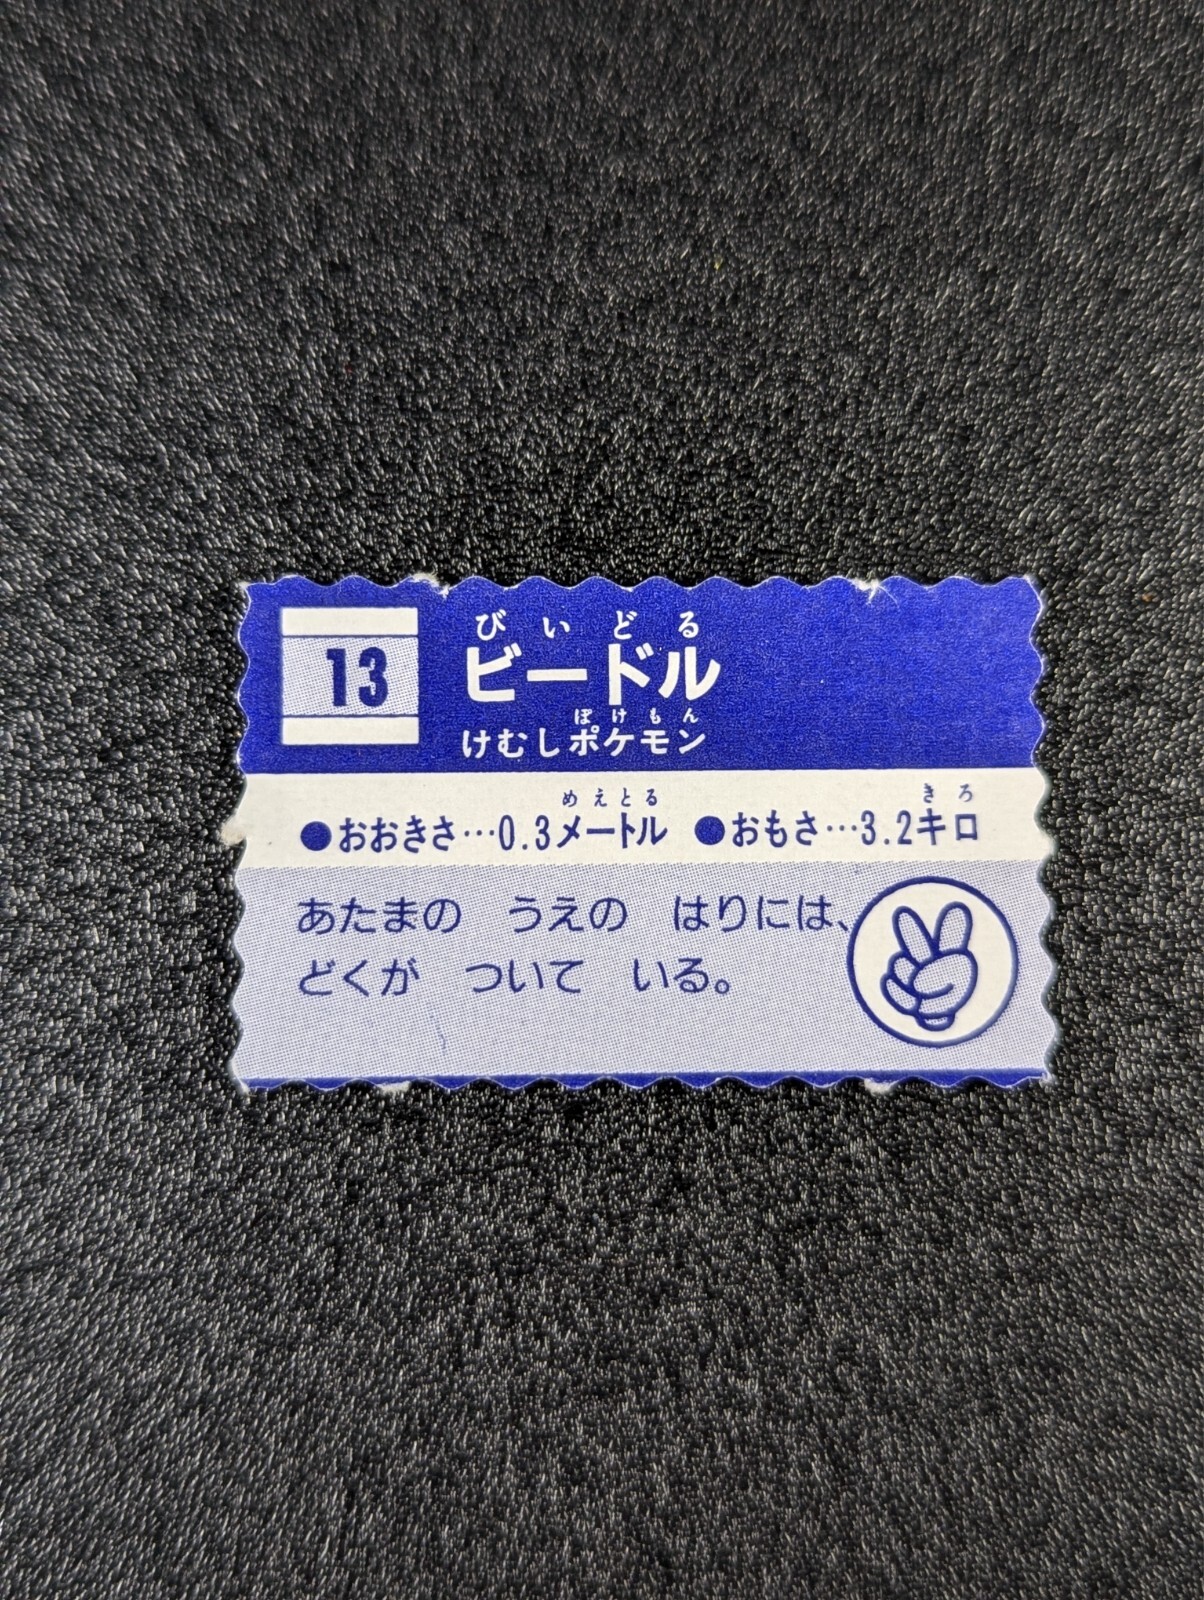 13
びいどる
ビードル
ぽけもん
けむしポケモン
めえとる きろ
●おおきさ…0.3メートル ●おもさ…3.2キロ
あたまの うえの はりには、
どくが ついて いる。